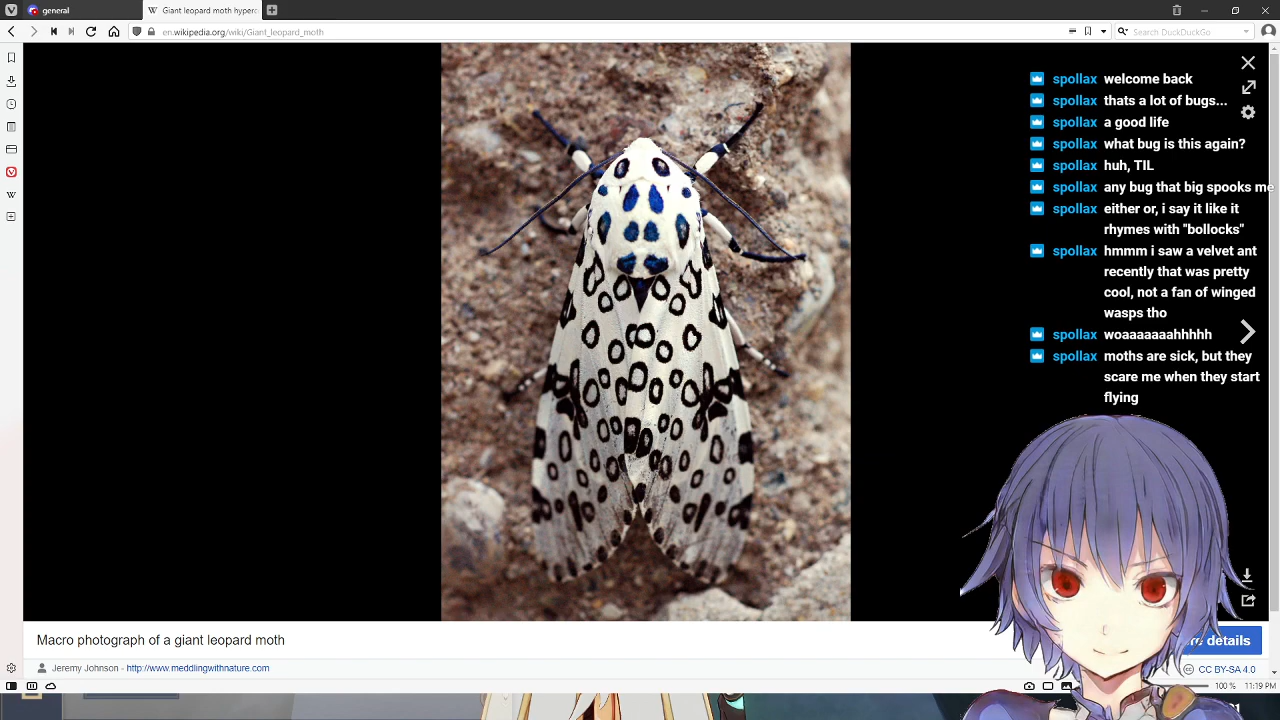 general
Giant leopard moth hyperc
en.wikipedia.org/wiki/Giant_leopard_moth
Search DuckDuckGo
spollax welcome back
spollax thats a lot of bugs...
spollax a good life
spollax what bug is this again?
spollax huh, TIL
spollax any bug that big spooks me
spollax either or, i say it like it
rhymes with "bollocks"
spollax hmmm i saw a velvet ant
recently that was pretty
cool, not a fan of winged
wasps tho
spollax woaaaaaaahhhhh
spollax moths are sick, but they
scare me when they start
flying
Macro photograph of a giant leopard moth
details
Jeremy Johnson - http://www.meddlingwithnature.com
CC BY-SA 4.0
100 %
11:19 PM